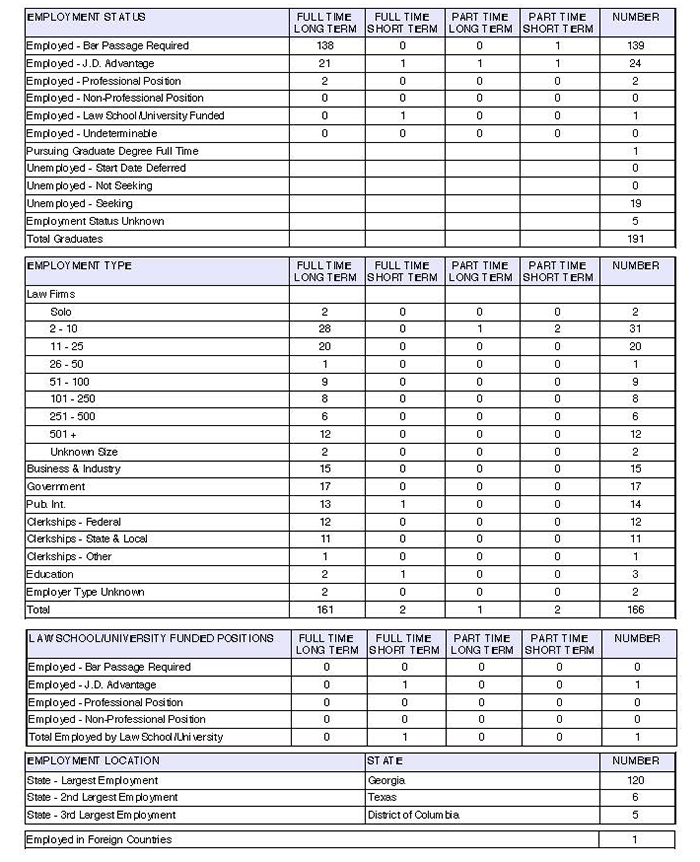 EMPLOYMENT STATUS FULL TIME LONG TERM FULL TIME SHORT TERM PART TIME LONG TERM PART TIME SHORT TERM NUMBER
Employed - Bar Passage Required 138 0 0 1 139
Employed - J.D. Advantage 21 1 1 1 24
Employed - Professional Position 2 0 0 0 2
Employed - Non-Professional Position 0 0 0 0 0
Employed - Law School/University Funded 0 1 0 0 1
Employed - Undeterminable 0 0 0 0 0
Pursuing Graduate Degree Full Time 1
Unemployed - Start Date Deferred 0
Unemployed - Not Seeking 0
Unemployed - Seeking 19
Employment Status Unknown 5
Total Graduates 191
EMPLOYMENT TYPE FULL TIME LONG TERM FULL TIME SHORT TERM PART TIME LONG TERM PART TIME SHORT TERM NUMBER
Law Firms
Solo 2 0 0 0 2
2 - 10 28 0 1 2 31
11 - 25 20 0 0 0 20
26 - 50 1 0 0 0 1
51 - 100 9 0 0 0 9
101 - 250 8 0 0 0 8
251 - 500 6 0 0 0 6
501 + 12 0 0 0 12
Unknown Size 2 0 0 0 2
Business & Industry 15 0 0 0 15
Government 17 0 0 0 17
Pub. Int. 13 1 0 0 14
Clerkships - Federal 12 0 0 0 12
Clerkships - State & Local 11 0 0 0 11
Clerkships - Other 1 0 0 0 1
Education 2 1 0 0 3
Employer Type Unknown 2 0 0 0 2
Total 161 2 1 2 166
LAW SCHOOL/UNIVERSITY FUNDED POSITIONS FULL TIME LONG TERM FULL TIME SHORT TERM PART TIME LONG TERM PART TIME SHORT TERM NUMBER
Employed - Bar Passage Required 0 0 0 0 0
Employed - J.D. Advantage 0 1 0 0 1
Employed - Professional Position 0 0 0 0 0
Employed - Non-Professional Position 0 0 0 0 0
Total Employed by Law School/University 0 1 0 0 1
EMPLOYMENT LOCATION STATE NUMBER
State - Largest Employment Georgia 120
State - 2nd Largest Employment Texas 6
State - 3rd Largest Employment District of Columbia 5
Employed in Foreign Countries 1